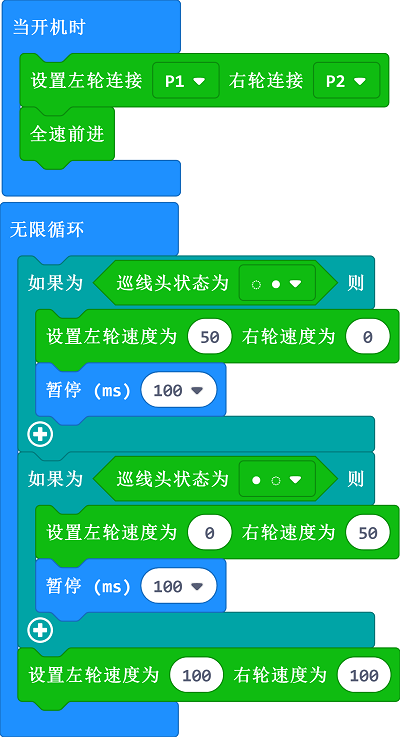 当开机时
设置左轮连接 P1 右轮连接 P2
全速前进
无限循环
如果为 巡线头状态为 ◌ ● 则
设置左轮速度为 50 右轮速度为 0
暂停 (ms) 100
如果为 巡线头状态为 ● ◌ 则
设置左轮速度为 0 右轮速度为 50
暂停 (ms) 100
设置左轮速度为 100 右轮速度为 100